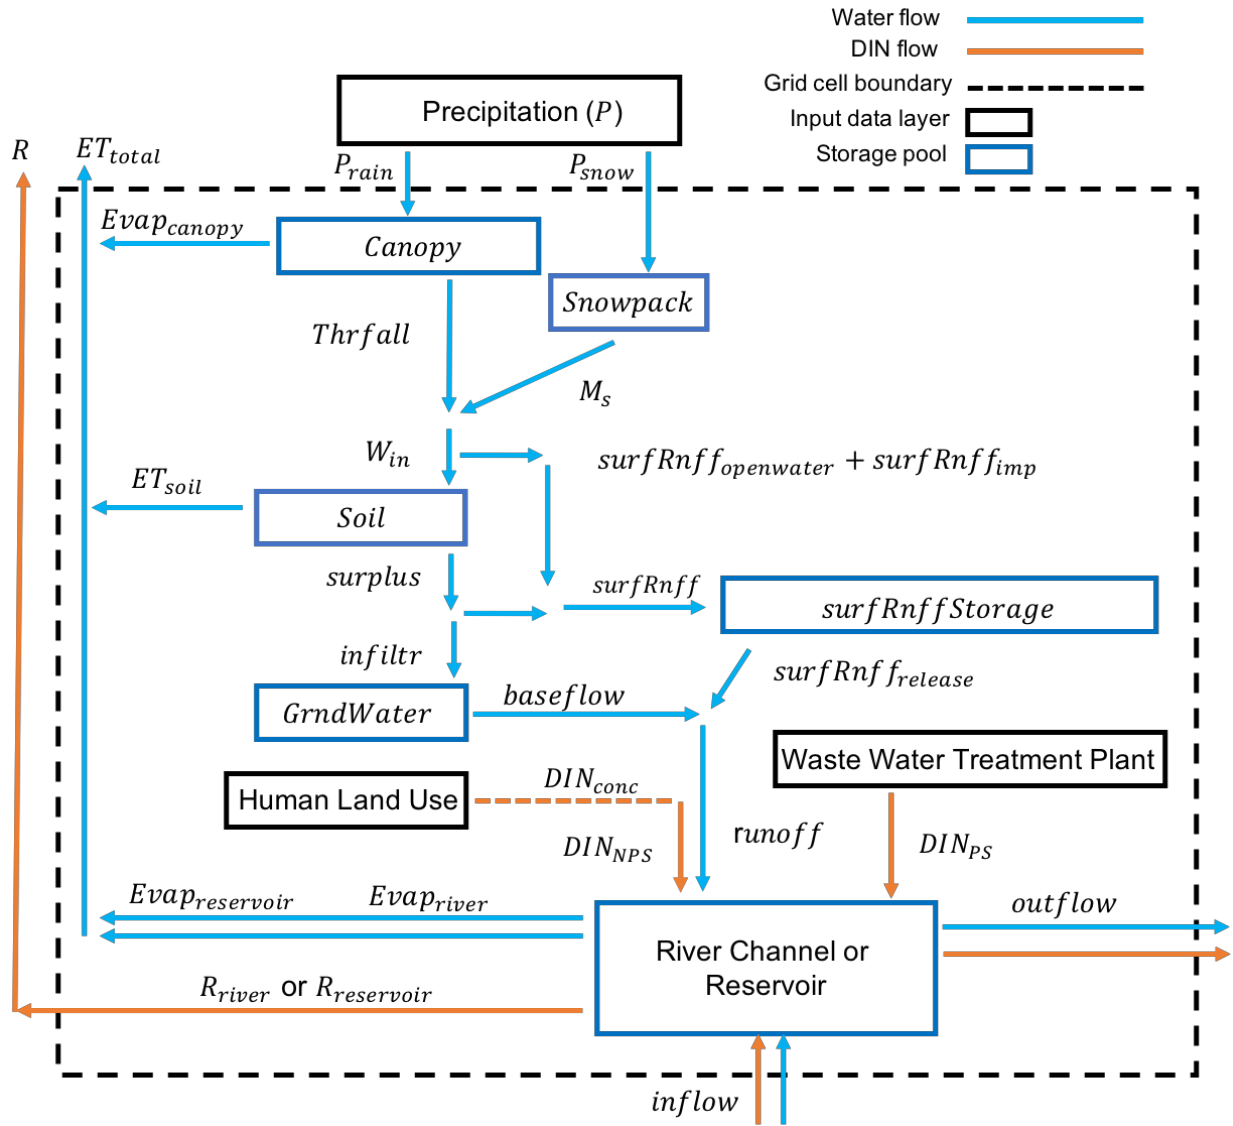 Water flow
DIN flow
Grid cell boundary
Input data layer
Storage pool
Precipitation (P)
R
ET_total
P_rain
P_snow
Evap_canopy
Canopy
Snowpack
Thrfall
M_s
W_in
surfRnff_openwater + surfRnff_imp
ET_soil
Soil
surplus
surfRnff
surfRnffStorage
infiltr
surfRnff_release
baseflow
GrndWater
Waste Water Treatment Plant
DIN_conc
Human Land Use
DIN_NPS
runoff
DIN_PS
Evap_reservoir
Evap_river
outflow
River Channel or
Reservoir
R_river or R_reservoir
inflow